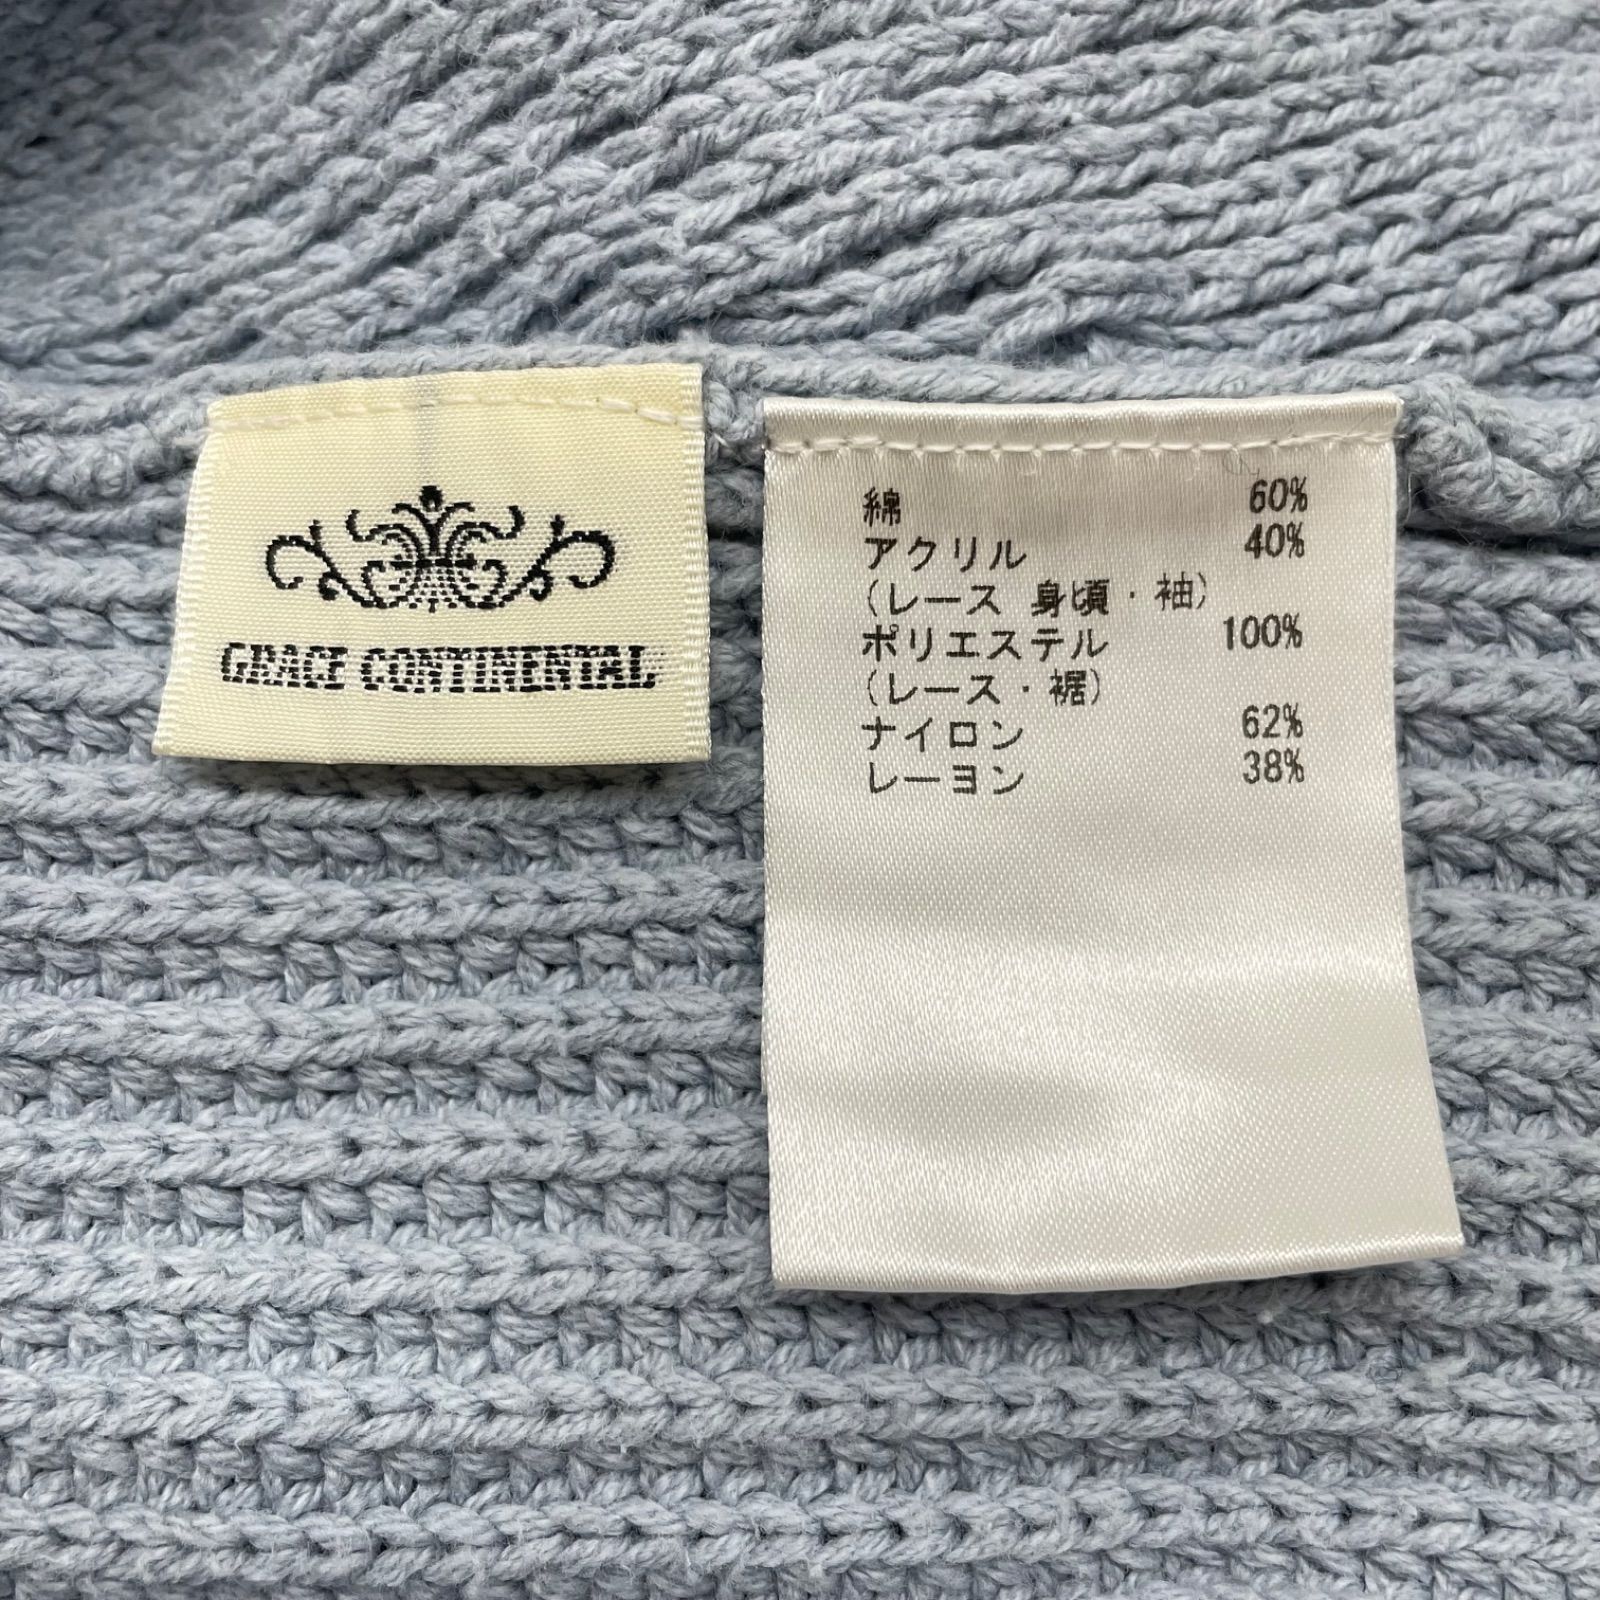 GRACE CONTINENTAL
綿 60%
アクリル 40%
(レース 身頃・袖)
ポリエステル 100%
(レース・裾)
ナイロン 62%
レーヨン 38%